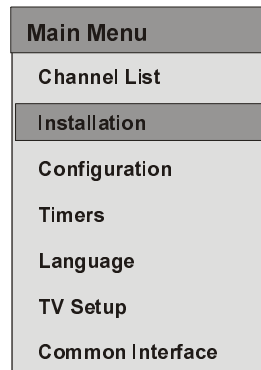 Main Menu
Channel List
Installation
Configuration
Timers
Language
TV Setup
Common Interface